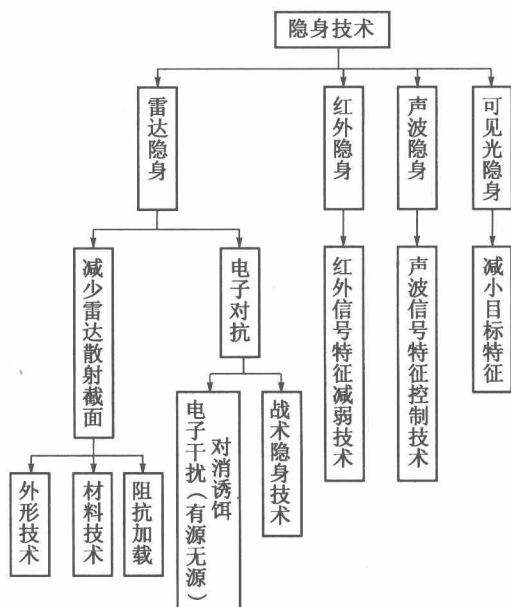 隐身技术
雷达隐身
红外隐身
声波隐身
可见光隐身
减少雷达散射截面
电子对抗
红外信号特征减弱技术
声波信号特征控制技术
减小目标特征
外形技术
材料技术
阻抗加载
对消诱饵
电子干扰（有源无源）
战术隐身技术